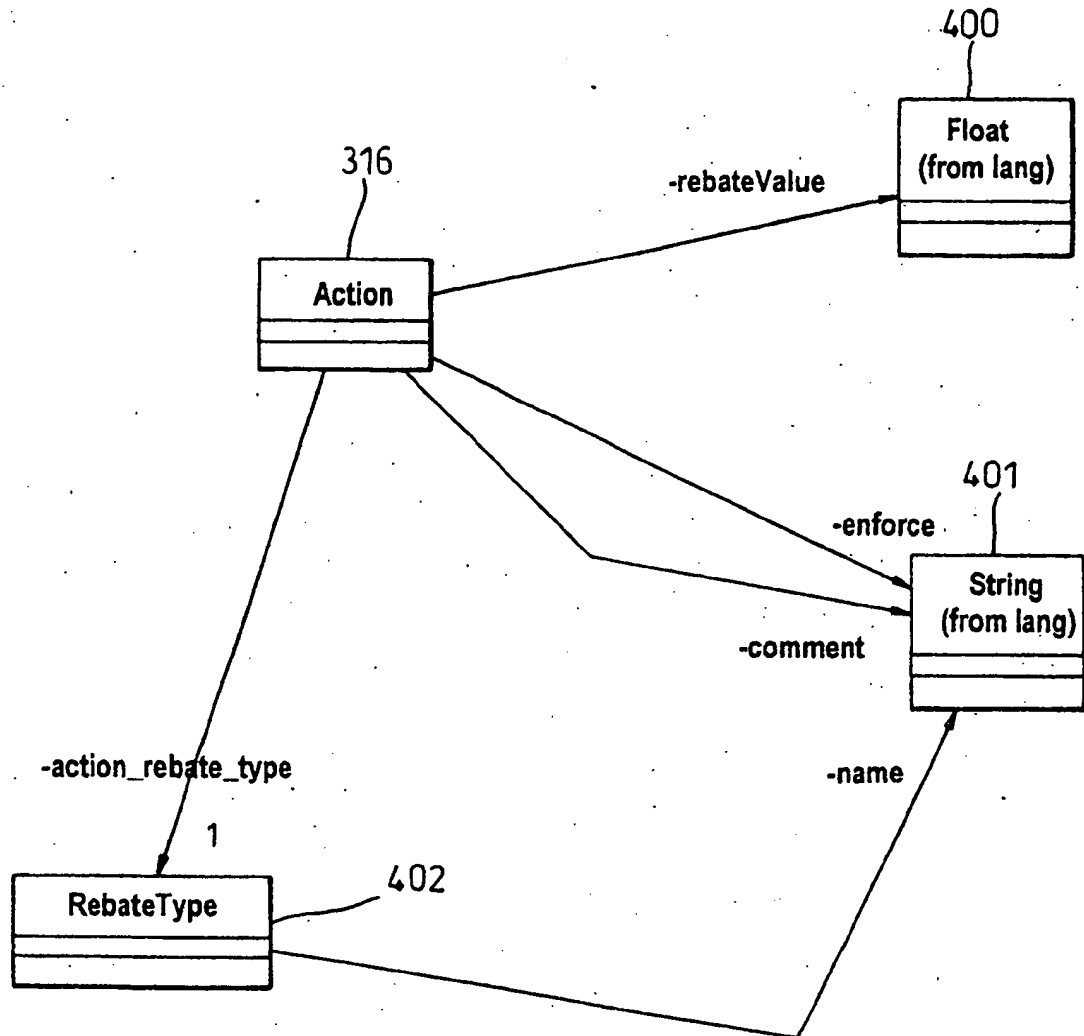 400
Float
(from lang)
316
-rebateValue
Action
401
-enforce
String
(from lang)
-comment
-action_rebate_type
-name
1
402
RebateType